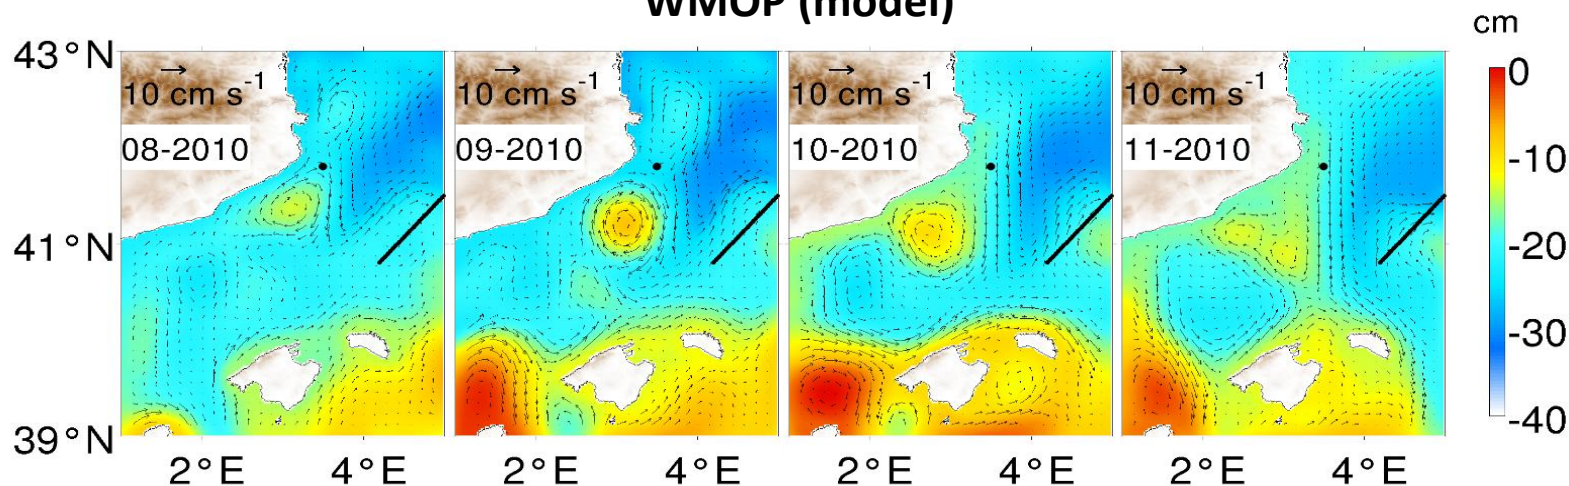 WMOP (model)
cm
43°N
41°N
39°N
10 cm s-1
08-2010
10 cm s-1
09-2010
10 cm s-1
10-2010
10 cm s-1
11-2010
0
-10
-20
-30
-40
2°E 4°E 2°E 4°E 2°E 4°E 2°E 4°E